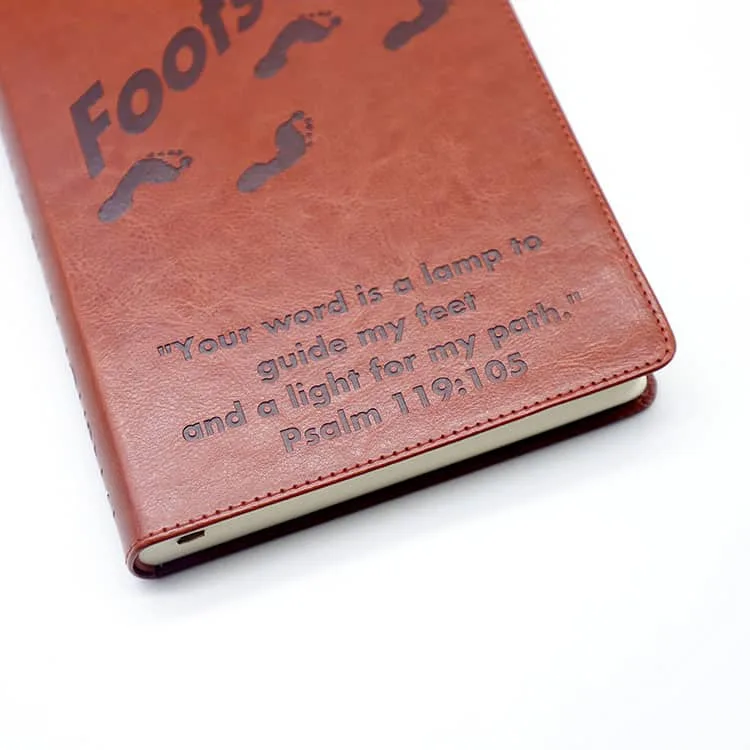 Foots
"Your word is a lamp to
guide my feet
and a light for my path."
Psalm 119:105